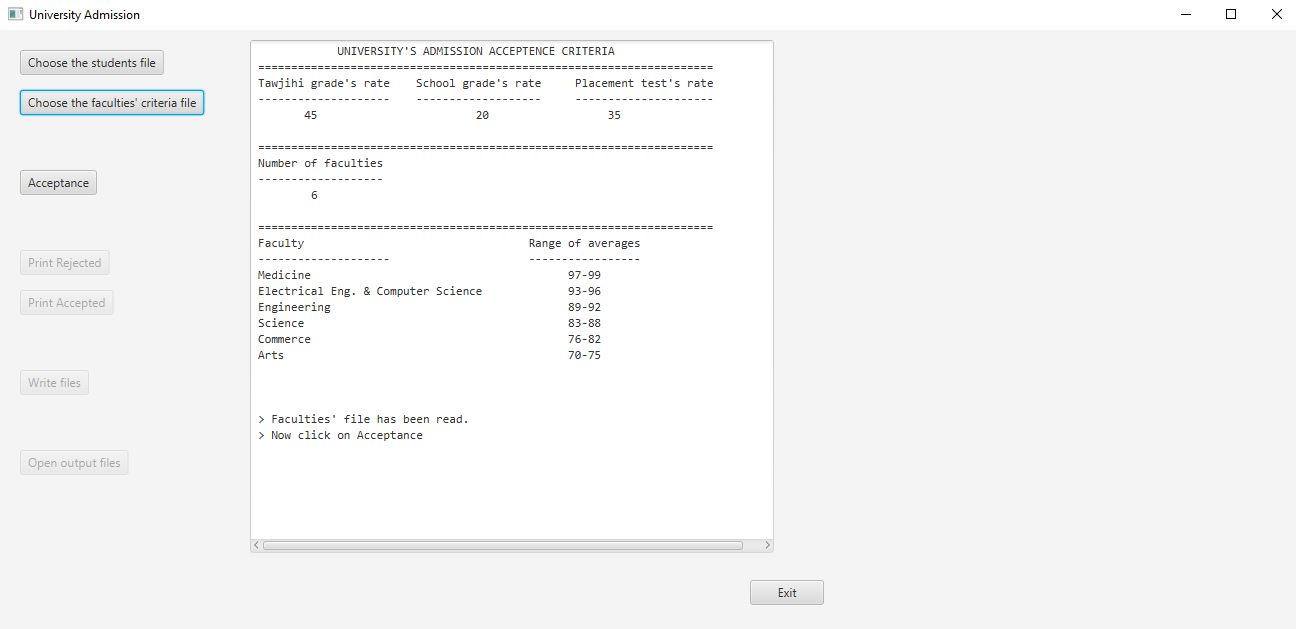 University Admission
Choose the students file
Choose the faculties' criteria file
Acceptance
Print Rejected
Print Accepted
Write files
Open output files
UNIVERSITY'S ADMISSION ACCEPTENCE CRITERIA
=====================================================================
Tawjihi grade's rate    School grade's rate     Placement test's rate
--------------------    -------------------     ---------------------
45    20    35
=====================================================================
Number of faculties
-------------------
6
=====================================================================
Faculty    Range of averages
--------------------    -----------------
Medicine    97-99
Electrical Eng. & Computer Science    93-96
Engineering    89-92
Science    83-88
Commerce    76-82
Arts    70-75
> Faculties' file has been read.
> Now click on Acceptance
Exit